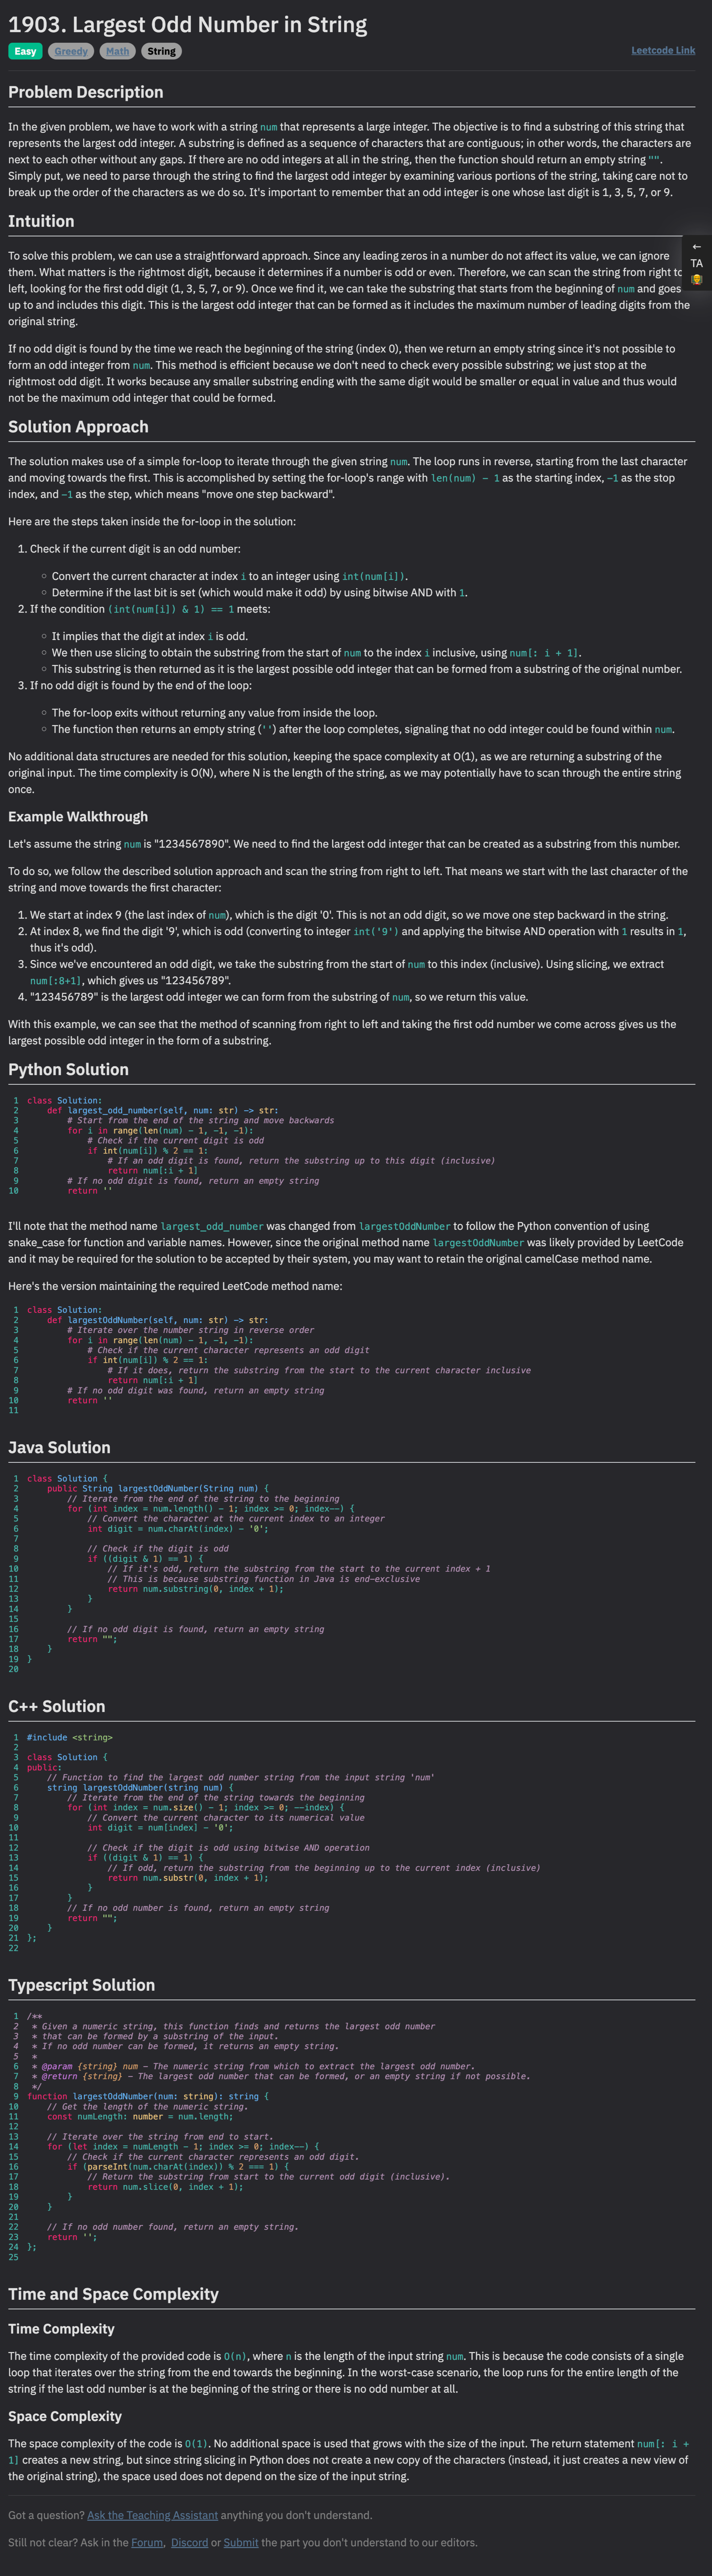 1903. Largest Odd Number in String
Easy Greedy Math String Leetcode Link
Problem Description
In the given problem, we have to work with a string num that represents a large integer. The objective is to find a substring of this string that
represents the largest odd integer. A substring is defined as a sequence of characters that are contiguous; in other words, the characters are
next to each other without any gaps. If there are no odd integers at all in the string, then the function should return an empty string "".
Simply put, we need to parse through the string to find the largest odd integer by examining various portions of the string, taking care not to
break up the order of the characters as we do so. It's important to remember that an odd integer is one whose last digit is 1, 3, 5, 7, or 9.
Intuition
←
TA
To solve this problem, we can use a straightforward approach. Since any leading zeros in a number do not affect its value, we can ignore
them. What matters is the rightmost digit, because it determines if a number is odd or even. Therefore, we can scan the string from right to
left, looking for the first odd digit (1, 3, 5, 7, or 9). Once we find it, we can take the substring that starts from the beginning of num and goes
up to and includes this digit. This is the largest odd integer that can be formed as it includes the maximum number of leading digits from the
original string.
If no odd digit is found by the time we reach the beginning of the string (index 0), then we return an empty string since it's not possible to
form an odd integer from num. This method is efficient because we don't need to check every possible substring; we just stop at the
rightmost odd digit. It works because any smaller substring ending with the same digit would be smaller or equal in value and thus would
not be the maximum odd integer that could be formed.
Solution Approach
The solution makes use of a simple for-loop to iterate through the given string num. The loop runs in reverse, starting from the last character
and moving towards the first. This is accomplished by setting the for-loop's range with len(num) - 1 as the starting index, -1 as the stop
index, and -1 as the step, which means "move one step backward".
Here are the steps taken inside the for-loop in the solution:
1. Check if the current digit is an odd number:
○ Convert the current character at index i to an integer using int(num[i]).
○ Determine if the last bit is set (which would make it odd) by using bitwise AND with 1.
2. If the condition (int(num[i]) & 1) == 1 meets:
○ It implies that the digit at index i is odd.
○ We then use slicing to obtain the substring from the start of num to the index i inclusive, using num[: i + 1].
○ This substring is then returned as it is the largest possible odd integer that can be formed from a substring of the original number.
3. If no odd digit is found by the end of the loop:
○ The for-loop exits without returning any value from inside the loop.
○ The function then returns an empty string ('') after the loop completes, signaling that no odd integer could be found within num.
No additional data structures are needed for this solution, keeping the space complexity at O(1), as we are returning a substring of the
original input. The time complexity is O(N), where N is the length of the string, as we may potentially have to scan through the entire string
once.
Example Walkthrough
Let's assume the string num is "1234567890". We need to find the largest odd integer that can be created as a substring from this number.
To do so, we follow the described solution approach and scan the string from right to left. That means we start with the last character of the
string and move towards the first character:
1. We start at index 9 (the last index of num), which is the digit '0'. This is not an odd digit, so we move one step backward in the string.
2. At index 8, we find the digit '9', which is odd (converting to integer int('9') and applying the bitwise AND operation with 1 results in 1,
thus it's odd).
3. Since we've encountered an odd digit, we take the substring from the start of num to this index (inclusive). Using slicing, we extract
num[:8+1], which gives us "123456789".
4. "123456789" is the largest odd integer we can form from the substring of num, so we return this value.
With this example, we can see that the method of scanning from right to left and taking the first odd number we come across gives us the
largest possible odd integer in the form of a substring.
Python Solution
1 class Solution:
2     def largest_odd_number(self, num: str) -> str:
3         # Start from the end of the string and move backwards
4         for i in range(len(num) - 1, -1, -1):
5             # Check if the current digit is odd
6             if int(num[i]) % 2 == 1:
7                 # If an odd digit is found, return the substring up to this digit (inclusive)
8                 return num[:i + 1]
9         # If no odd digit is found, return an empty string
10         return ''
I'll note that the method name largest_odd_number was changed from largestOddNumber to follow the Python convention of using
snake_case for function and variable names. However, since the original method name largestOddNumber was likely provided by LeetCode
and it may be required for the solution to be accepted by their system, you may want to retain the original camelCase method name.
Here's the version maintaining the required LeetCode method name:
1 class Solution:
2     def largestOddNumber(self, num: str) -> str:
3         # Iterate over the number string in reverse order
4         for i in range(len(num) - 1, -1, -1):
5             # Check if the current character represents an odd digit
6             if int(num[i]) % 2 == 1:
7                 # If it does, return the substring from the start to the current character inclusive
8                 return num[:i + 1]
9         # If no odd digit was found, return an empty string
10         return ''
11
Java Solution
1 class Solution {
2     public String largestOddNumber(String num) {
3         // Iterate from the end of the string to the beginning
4         for (int index = num.length() - 1; index >= 0; index--) {
5             // Convert the character at the current index to an integer
6             int digit = num.charAt(index) - '0';
7
8             // Check if the digit is odd
9             if ((digit & 1) == 1) {
10                 // If it's odd, return the substring from the start to the current index + 1
11                 // This is because substring function in Java is end-exclusive
12                 return num.substring(0, index + 1);
13             }
14         }
15
16         // If no odd digit is found, return an empty string
17         return "";
18     }
19 }
20
C++ Solution
1 #include <string>
2
3 class Solution {
4 public:
5     // Function to find the largest odd number string from the input string 'num'
6     string largestOddNumber(string num) {
7         // Iterate from the end of the string towards the beginning
8         for (int index = num.size() - 1; index >= 0; --index) {
9             // Convert the current character to its numerical value
10             int digit = num[index] - '0';
11
12             // Check if the digit is odd using bitwise AND operation
13             if ((digit & 1) == 1) {
14                 // If odd, return the substring from the beginning up to the current index (inclusive)
15                 return num.substr(0, index + 1);
16             }
17         }
18         // If no odd number is found, return an empty string
19         return "";
20     }
21 };
22
Typescript Solution
1 /**
2  * Given a numeric string, this function finds and returns the largest odd number
3  * that can be formed by a substring of the input.
4  * If no odd number can be formed, it returns an empty string.
5  *
6  * @param {string} num - The numeric string from which to extract the largest odd number.
7  * @return {string} - The largest odd number that can be formed, or an empty string if not possible.
8  */
9 function largestOddNumber(num: string): string {
10     // Get the length of the numeric string.
11     const numLength: number = num.length;
12
13     // Iterate over the string from end to start.
14     for (let index = numLength - 1; index >= 0; index--) {
15         // Check if the current character represents an odd digit.
16         if (parseInt(num.charAt(index)) % 2 === 1) {
17             // Return the substring from start to the current odd digit (inclusive).
18             return num.slice(0, index + 1);
19         }
20     }
21
22     // If no odd number found, return an empty string.
23     return '';
24 };
25
Time and Space Complexity
Time Complexity
The time complexity of the provided code is O(n), where n is the length of the input string num. This is because the code consists of a single
loop that iterates over the string from the end towards the beginning. In the worst-case scenario, the loop runs for the entire length of the
string if the last odd number is at the beginning of the string or there is no odd number at all.
Space Complexity
The space complexity of the code is O(1). No additional space is used that grows with the size of the input. The return statement num[: i +
1] creates a new string, but since string slicing in Python does not create a new copy of the characters (instead, it just creates a new view of
the original string), the space used does not depend on the size of the input string.
Got a question? Ask the Teaching Assistant anything you don't understand.
Still not clear? Ask in the Forum, Discord or Submit the part you don't understand to our editors.